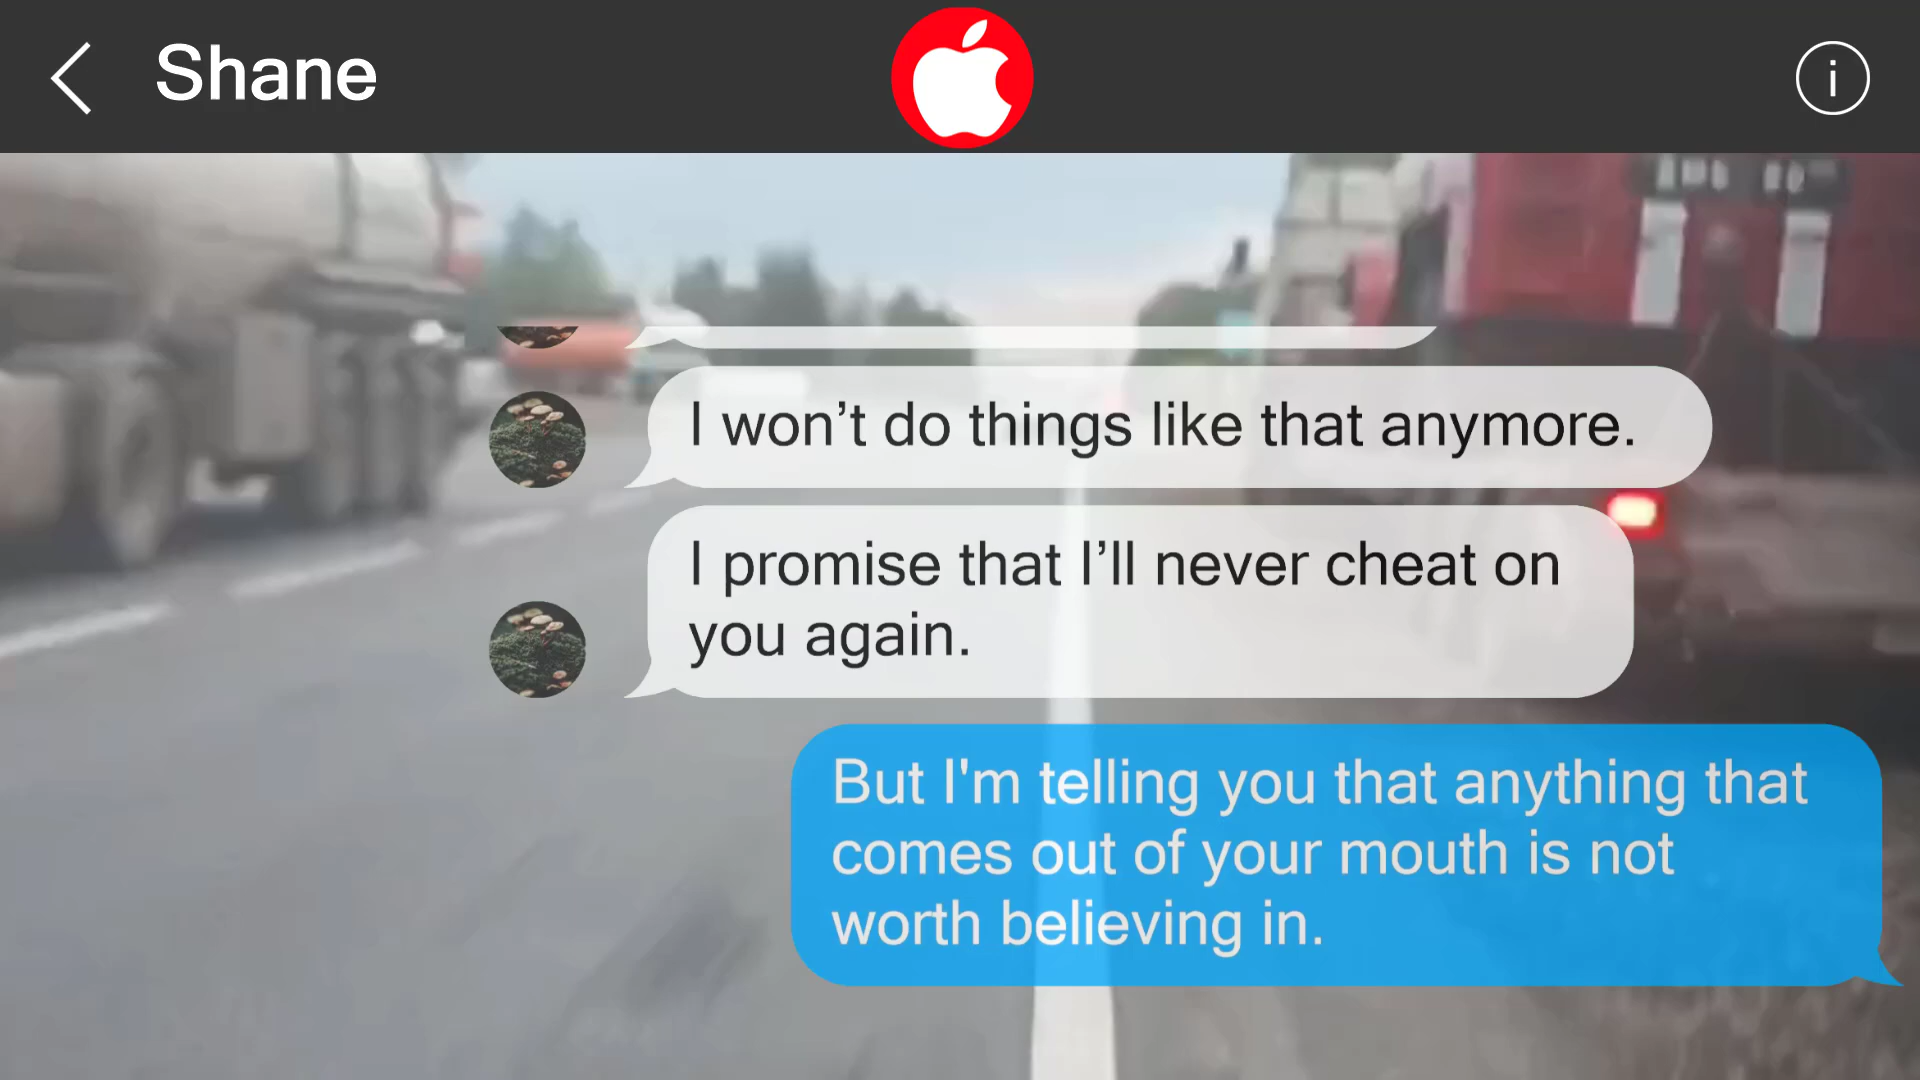 Shane
I won’t do things like that anymore.
I promise that I’ll never cheat on
you again.
But I'm telling you that anything that
comes out of your mouth is not
worth believing in.